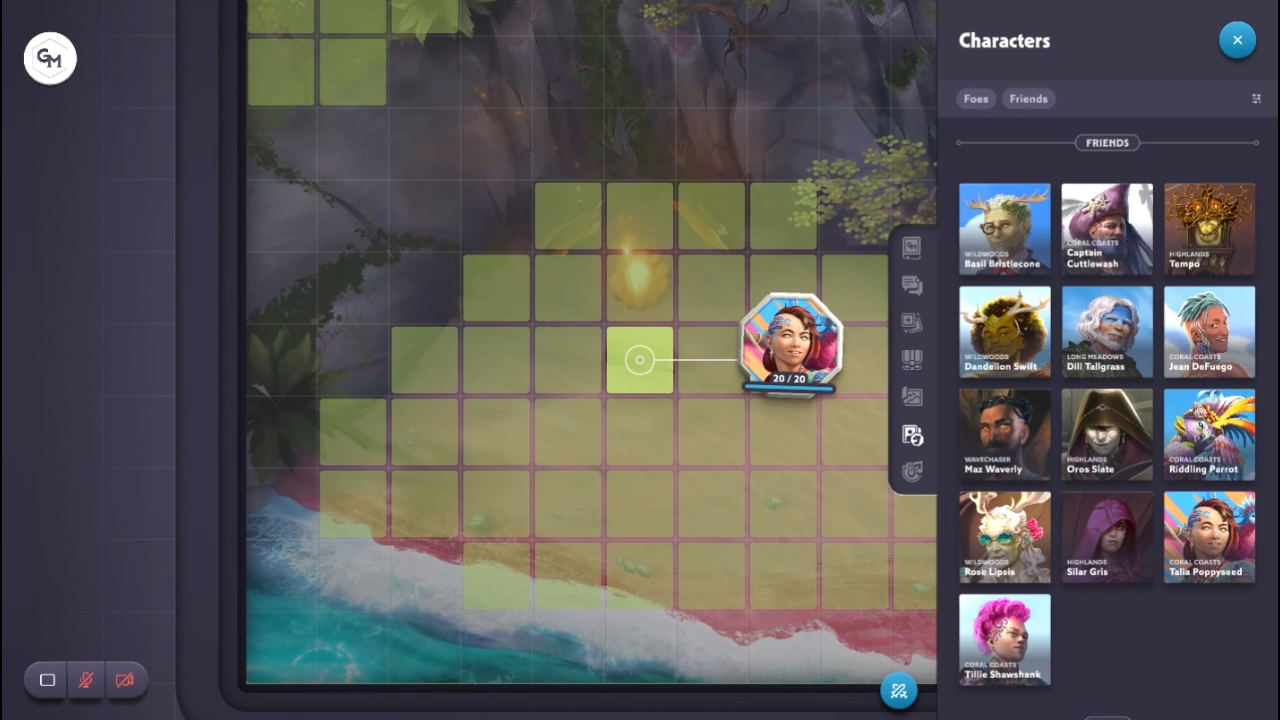 GM
Characters
Foes Friends
FRIENDS
WILDWOODS
Basil Bristlecone
CORAL COASTS
Captain
Cuttlewash
HIGHLANDS
Tempo
WILDWOODS
Dandelion Swift
LONG MEADOWS
Dill Tallgrass
CORAL COASTS
Jean DeFuego
20 / 20
WAVECHASER
Maz Waverly
HIGHLANDS
Oros Slate
CORAL COASTS
Riddling Parrot
WILDWOODS
Rose Lipsis
HIGHLANDS
Silar Gris
CORAL COASTS
Talia Poppyseed
CORAL COASTS
Tillie Shawshank